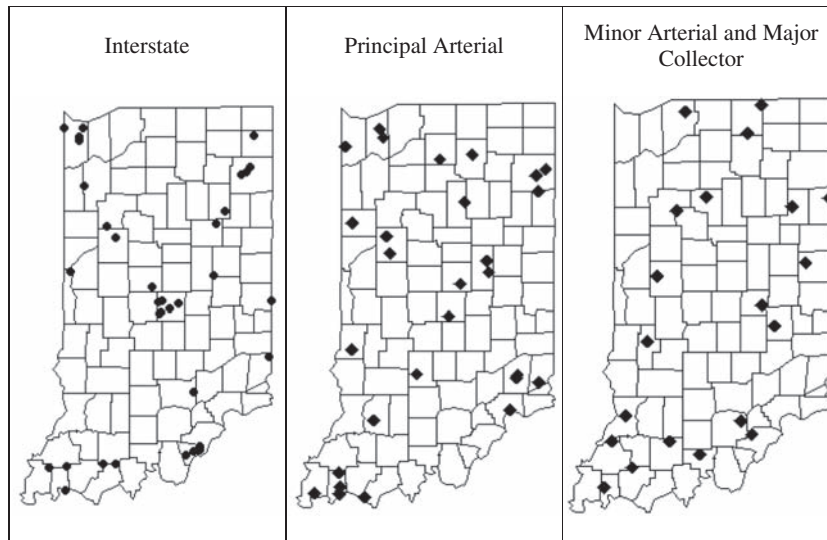 Interstate
Principal Arterial
Minor Arterial and Major
Collector